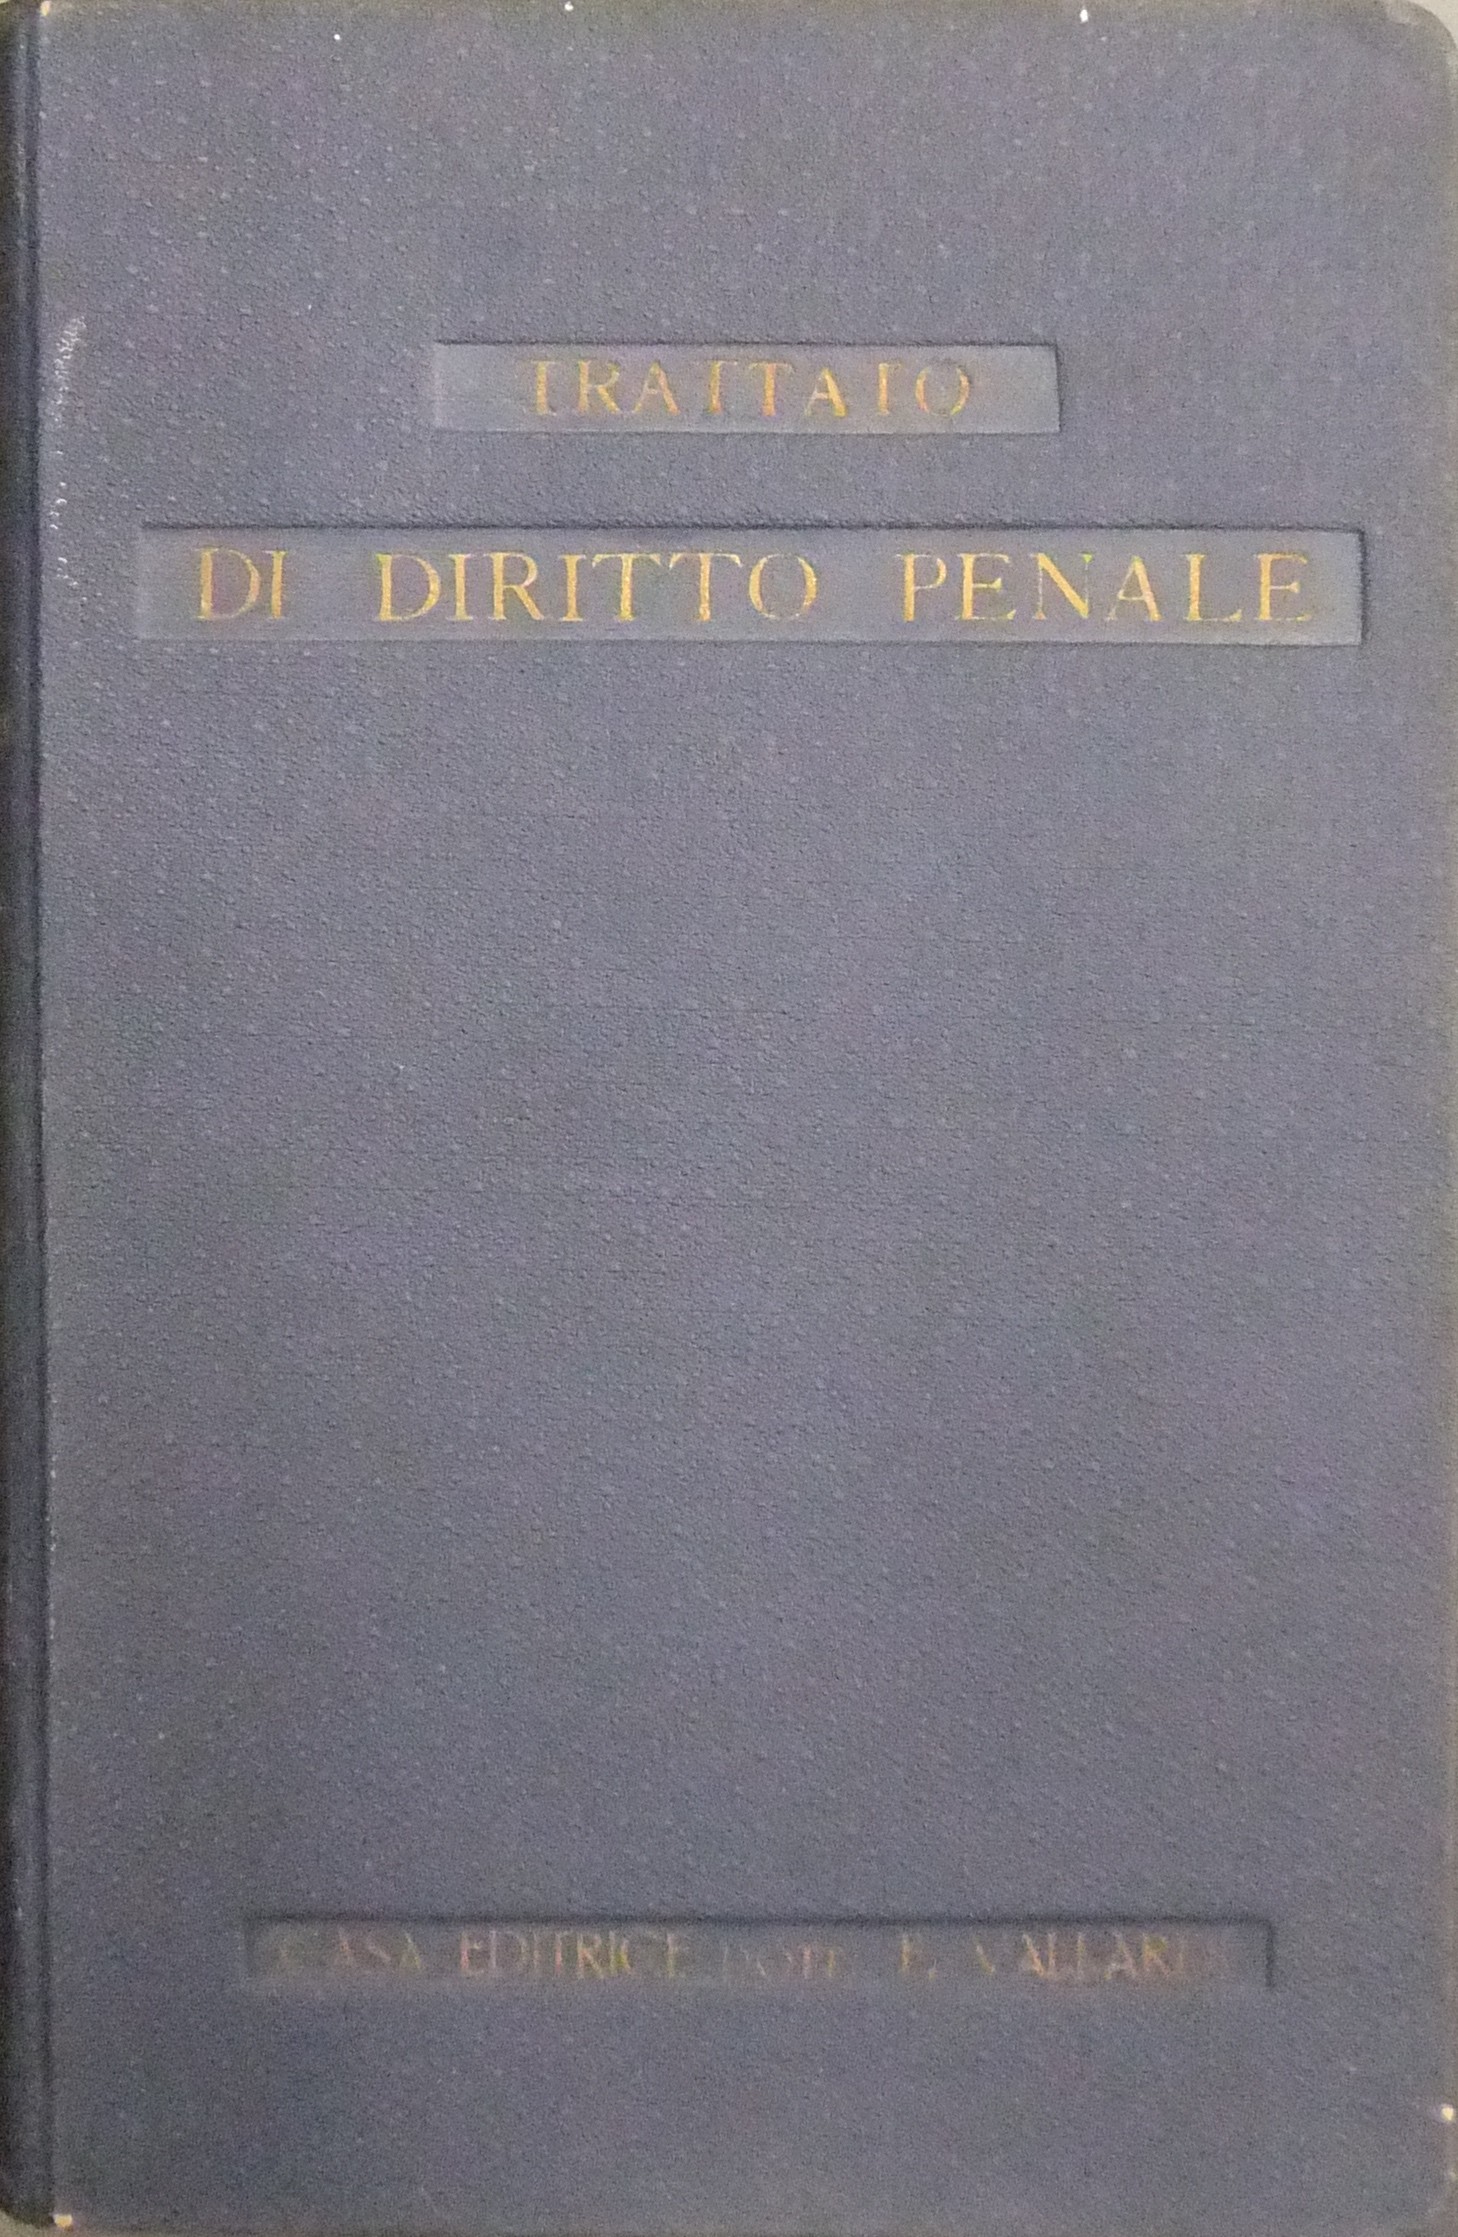 TRATTATO
DI DIRITTO PENALE
CASA EDITRICE DOTT. F. VALLARDI